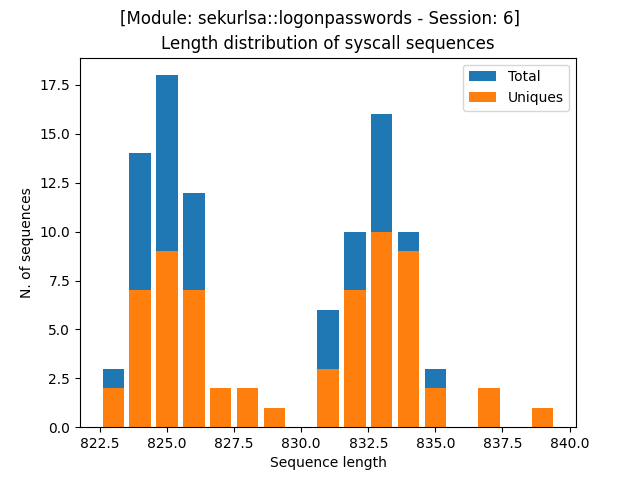 [Module: sekurlsa::logonpasswords - Session: 6]
Length distribution of syscall sequences
Total
Uniques
17.5
15.0
12.5
10.0
7.5
5.0
2.5
0.0
N. of sequences
822.5 825.0 827.5 830.0 832.5 835.0 837.5 840.0
Sequence length